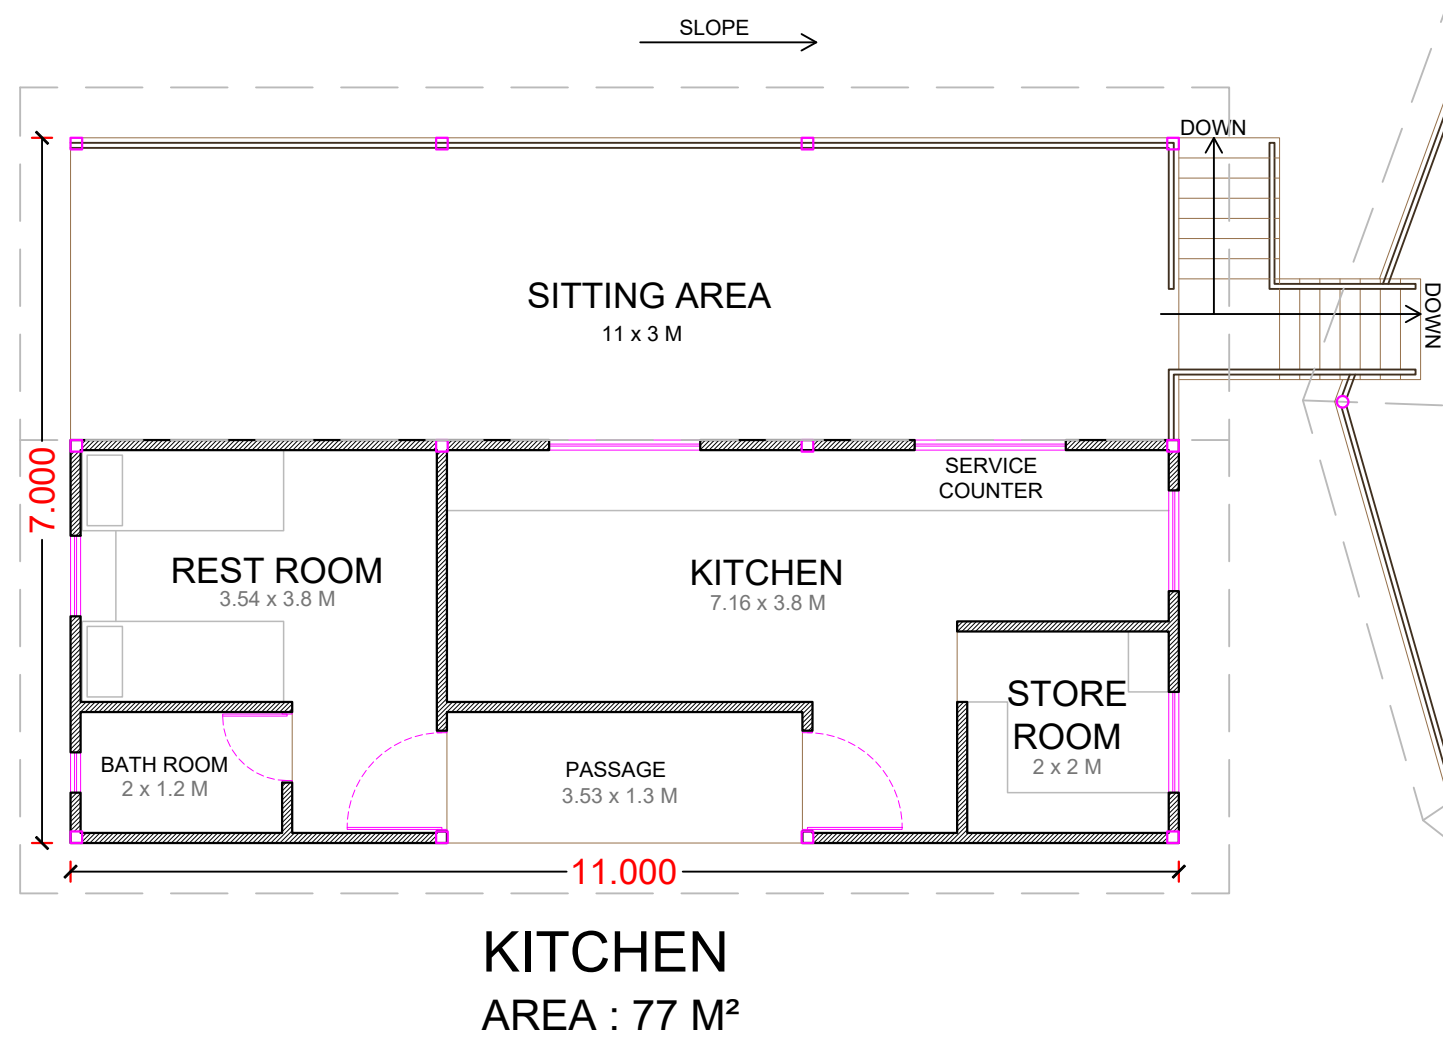 SLOPE
DOWN
DOWN
SITTING AREA
11 x 3 M
7.000
SERVICE
COUNTER
REST ROOM
3.54 x 3.8 M
KITCHEN
7.16 x 3.8 M
STORE
ROOM
2 x 2 M
BATH ROOM
2 x 1.2 M
PASSAGE
3.53 x 1.3 M
11.000
KITCHEN
AREA : 77 M²